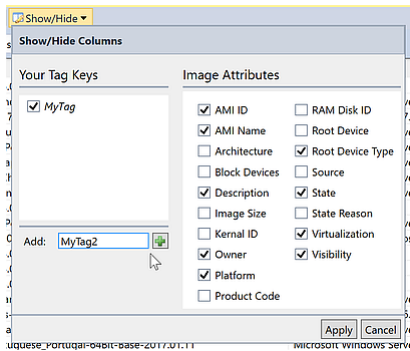 Show/Hide
Show/Hide Columns
Your Tag Keys
MyTag
Add: MyTag2
Image Attributes
AMI ID
AMI Name
Architecture
Block Devices
Description
Image Size
Kernal ID
Owner
Platform
Product Code
RAM Disk ID
Root Device
Root Device Type
Source
State
State Reason
Virtualization
Visibility
Apply Cancel
tuguese_Portugal-64Bit-Base-2017.01.11 Microsoft Windows Serve